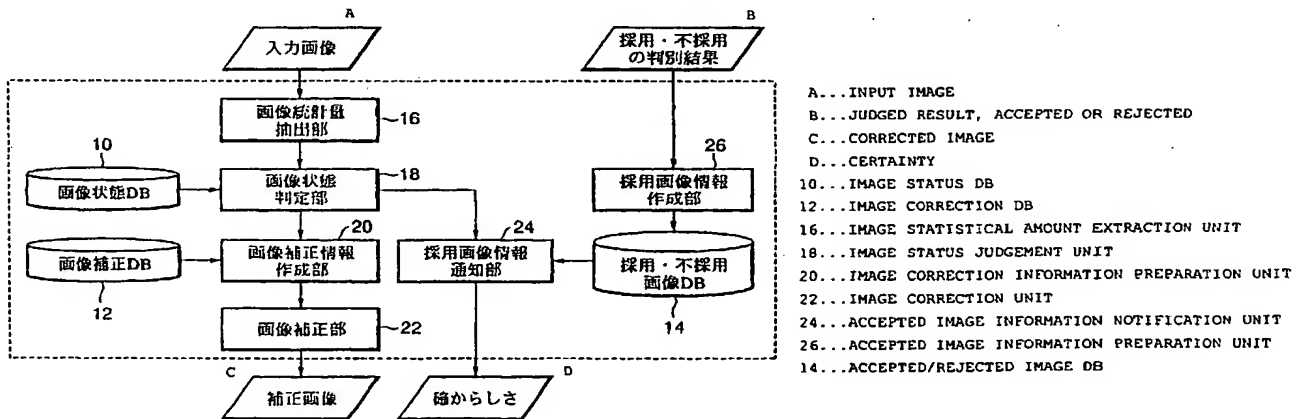 A
入力画像
B
採用・不採用
の判別結果
画像統計量
抽出部
16
10
画像状態DB
18
画像状態
判定部
26
採用画像情報
作成部
12
画像補正DB
20
画像補正情報
作成部
24
採用画像情報
通知部
採用・不採用
画像DB
14
画像補正部
22
C
補正画像
D
確からしさ
A...INPUT IMAGE
B...JUDGED RESULT, ACCEPTED OR REJECTED
C...CORRECTED IMAGE
D...CERTAINTY
10...IMAGE STATUS DB
12...IMAGE CORRECTION DB
16...IMAGE STATISTICAL AMOUNT EXTRACTION UNIT
18...IMAGE STATUS JUDGEMENT UNIT
20...IMAGE CORRECTION INFORMATION PREPARATION UNIT
22...IMAGE CORRECTION UNIT
24...ACCEPTED IMAGE INFORMATION NOTIFICATION UNIT
26...ACCEPTED IMAGE INFORMATION PREPARATION UNIT
14...ACCEPTED/REJECTED IMAGE DB